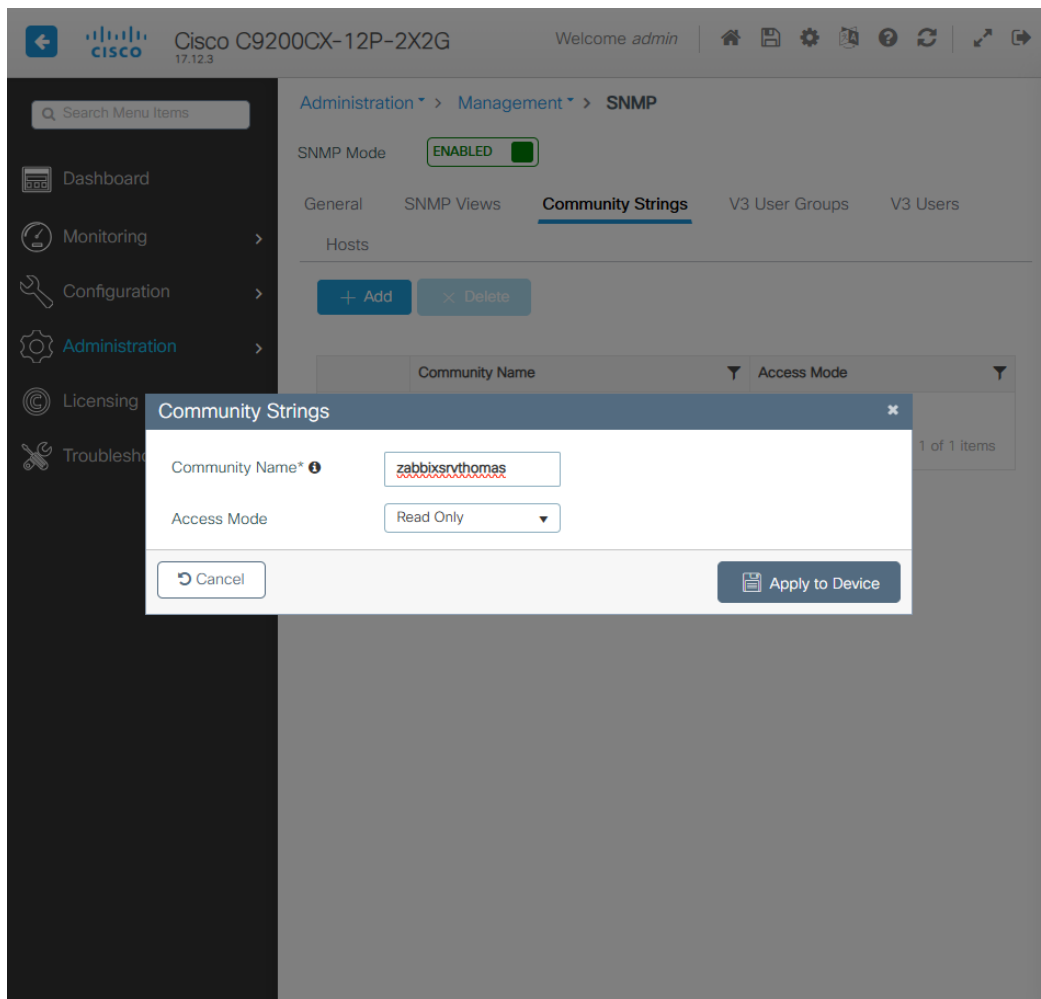 CISCO
Cisco C9200CX-12P-2X2G
17.12.3
Welcome admin
Search Menu Items
Dashboard
Monitoring
Configuration
Administration
Licensing
Troublesh
Administration > Management > SNMP
SNMP Mode ENABLED
General SNMP Views Community Strings V3 User Groups V3 Users
Hosts
+ Add × Delete
Community Name Access Mode
1 of 1 items
Community Strings
Community Name* zabbixsrvthomas
Access Mode Read Only
Cancel Apply to Device